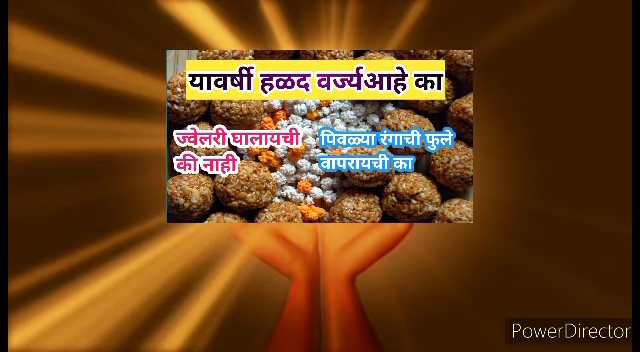 यावर्षी हळद वर्ज्यआहे का
ज्वेलरी घालायची
की नाही
पिवळ्या रंगाची फुले
वापरायची का
PowerDirector